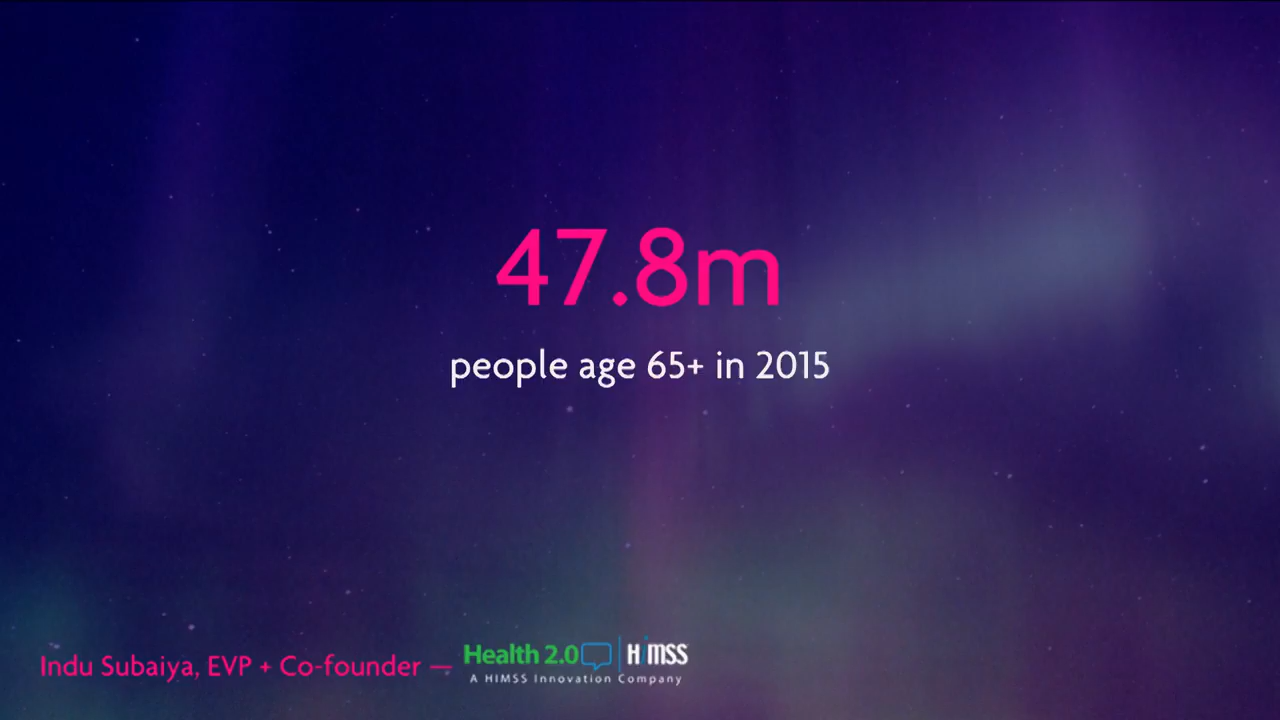 47.8m
people age 65+ in 2015
Indu Subaiya, EVP + Co-founder — Health 2.0 HIMSS
A HIMSS Innovation Company